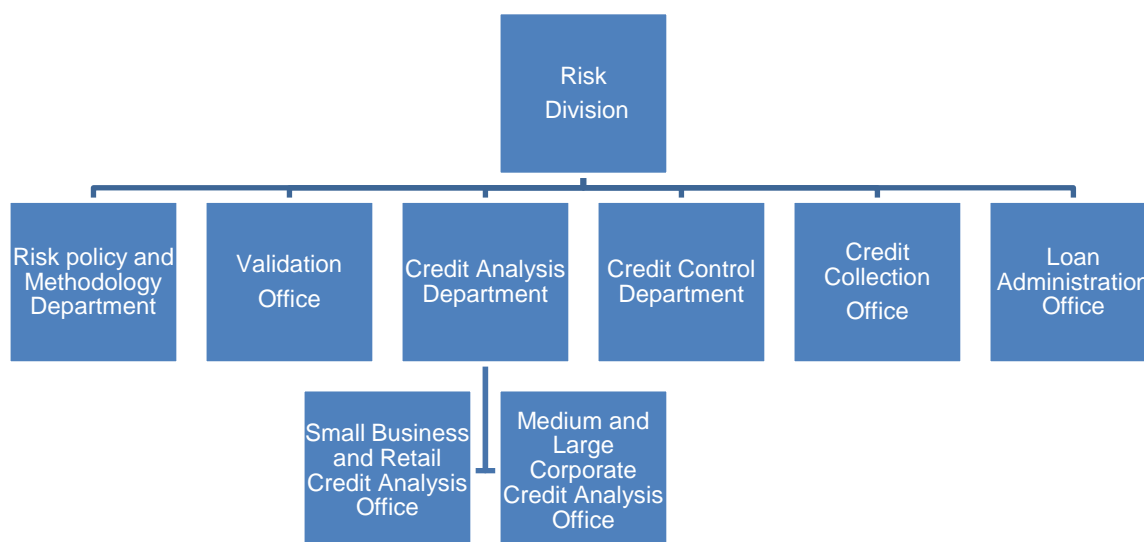 Risk
Division
Risk policy and
Methodology
Department
Validation
Office
Credit Analysis
Department
Credit Control
Department
Credit
Collection
Office
Loan
Administration
Office
Small Business
and Retail
Credit Analysis
Office
Medium and
Large
Corporate
Credit Analysis
Office